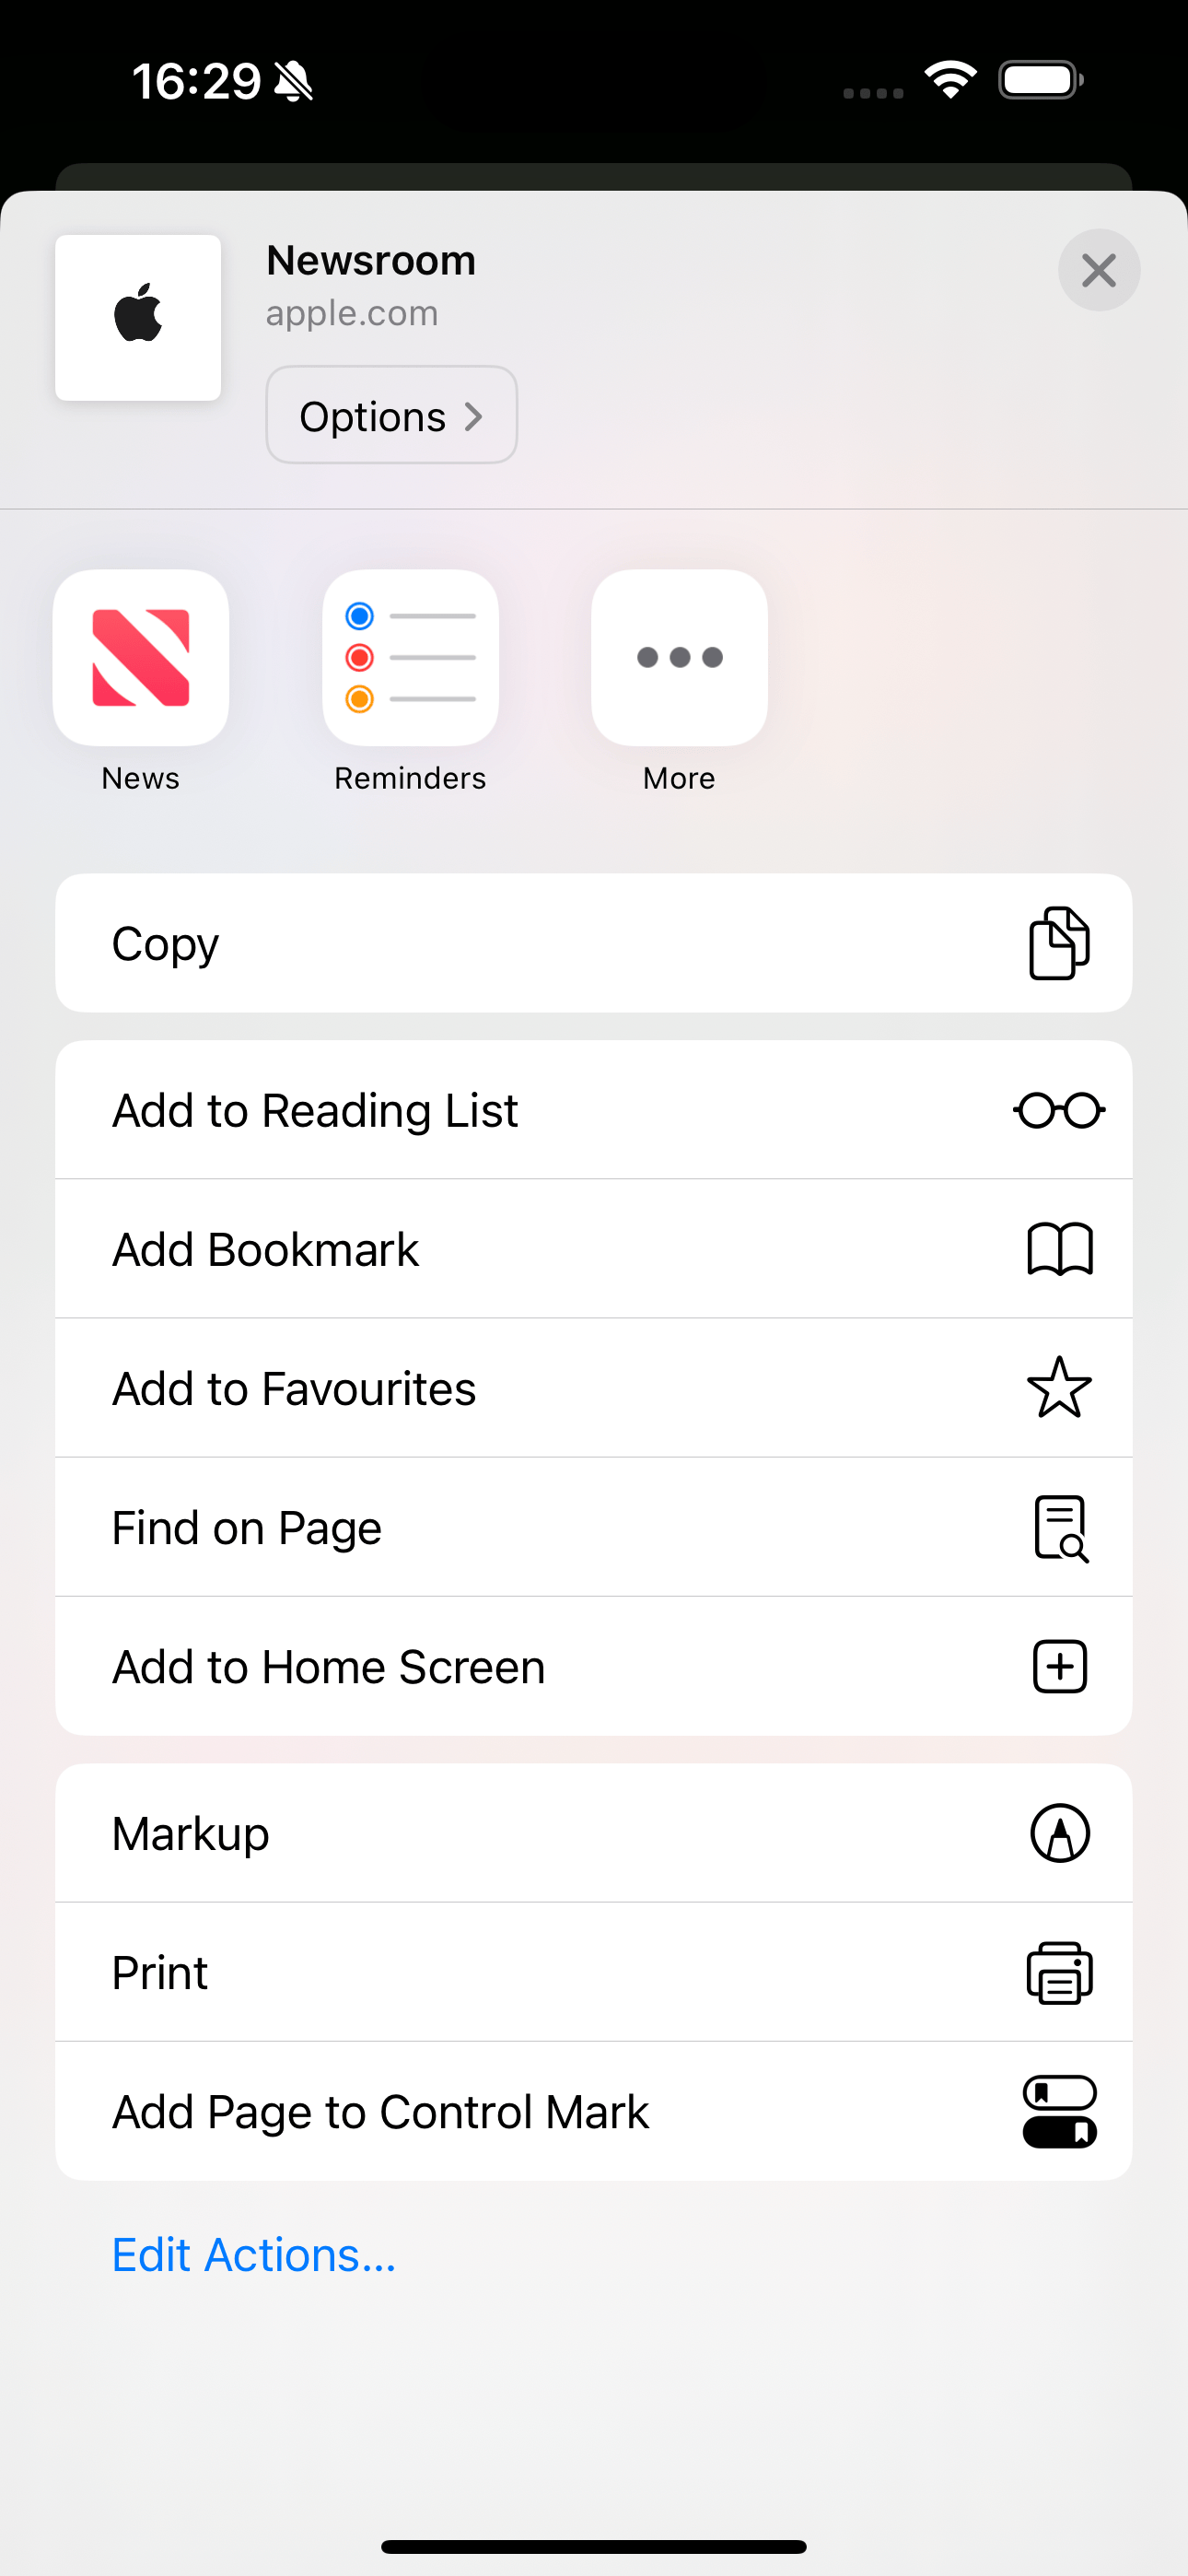 16:29
Newsroom
apple.com
Options
News
Reminders
More
Copy
Add to Reading List
Add Bookmark
Add to Favourites
Find on Page
Add to Home Screen
Markup
Print
Add Page to Control Mark
Edit Actions...